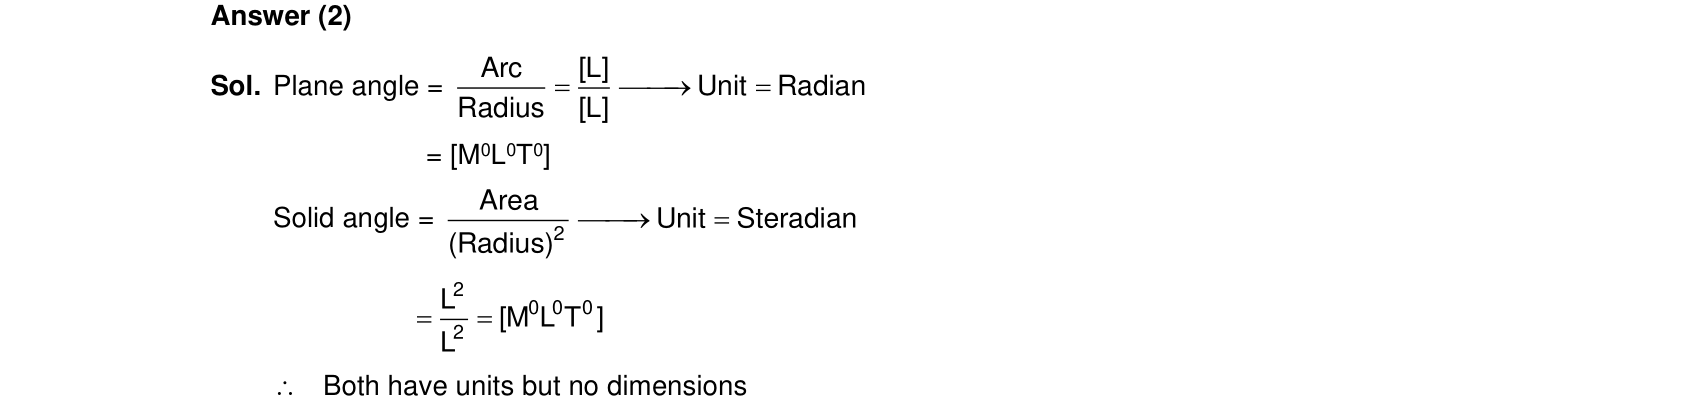 Answer (2)
Sol. Plane angle = Arc/Radius = [L]/[L] ⟶ Unit = Radian
= [M⁰L⁰T⁰]
Solid angle = Area/(Radius)² ⟶ Unit = Steradian
= L²/L² = [M⁰L⁰T⁰]
∴ Both have units but no dimensions